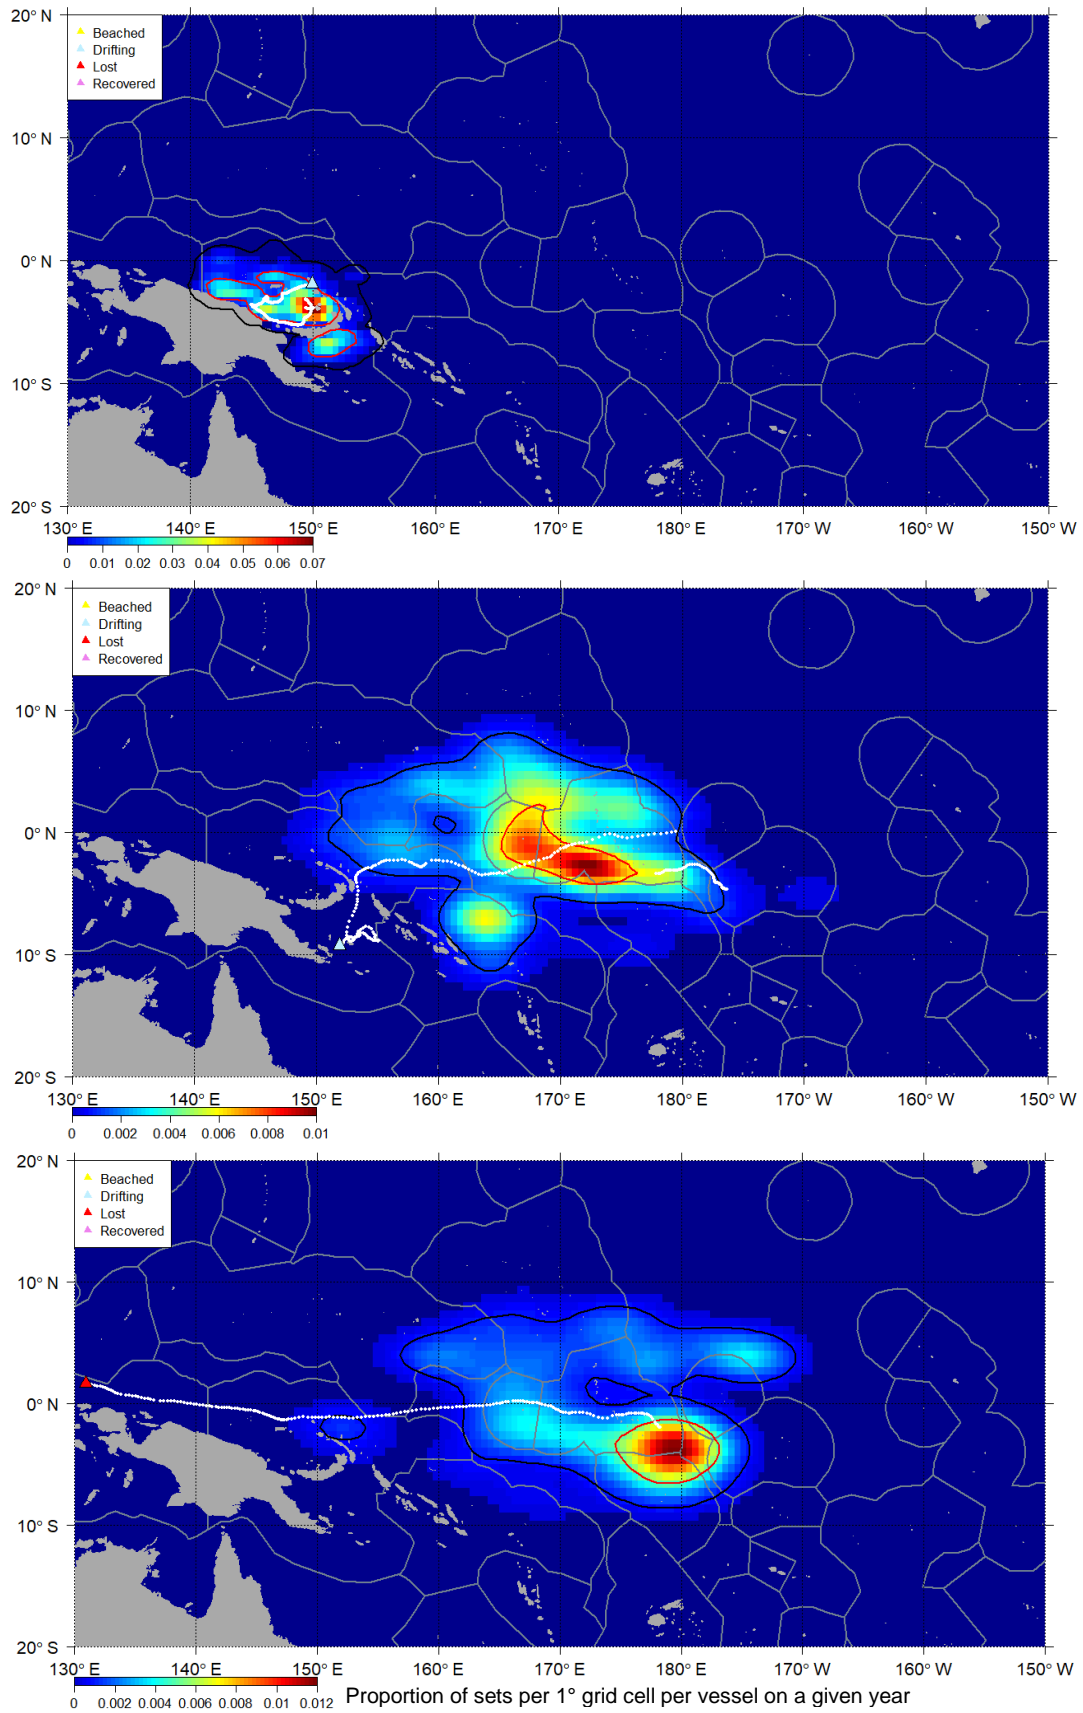 20° N
Beached
Drifting
Lost
Recovered
10° N
0° N
10° S
20° S
130° E 140° E 150° E 160° E 170° E 180° E 170° W 160° W 150° W
0 0.01 0.02 0.03 0.04 0.05 0.06 0.07
20° N
Beached
Drifting
Lost
Recovered
10° N
0° N
10° S
20° S
130° E 140° E 150° E 160° E 170° E 180° E 170° W 160° W 150° W
0 0.002 0.004 0.006 0.008 0.01
20° N
Beached
Drifting
Lost
Recovered
10° N
0° N
10° S
20° S
130° E 140° E 150° E 160° E 170° E 180° E 170° W 160° W 150° W
0 0.002 0.004 0.006 0.008 0.01 0.012 Proportion of sets per 1° grid cell per vessel on a given year